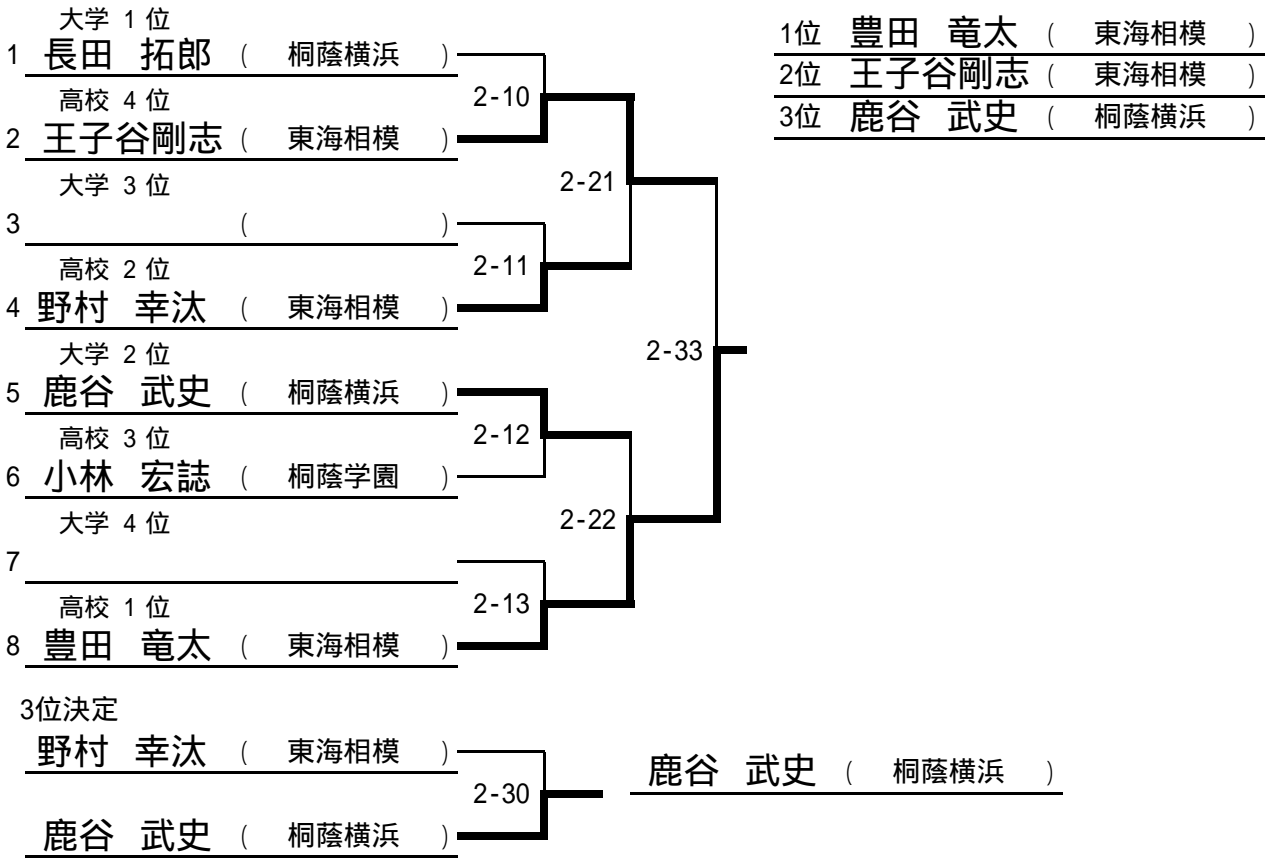 大学 1 位
1 長田 拓郎 ( 桐蔭横浜 )
高校 4 位
2 王子谷剛志 ( 東海相模 )
大学 3 位
3 ( )
高校 2 位
4 野村 幸汰 ( 東海相模 )
大学 2 位
5 鹿谷 武史 ( 桐蔭横浜 )
高校 3 位
6 小林 宏誌 ( 桐蔭学園 )
大学 4 位
7
高校 1 位
8 豊田 竜太 ( 東海相模 )
2-10
2-11
2-12
2-13
2-21
2-22
2-33
1位 豊田 竜太 ( 東海相模 )
2位 王子谷剛志 ( 東海相模 )
3位 鹿谷 武史 ( 桐蔭横浜 )
3位決定
野村 幸汰 ( 東海相模 )
鹿谷 武史 ( 桐蔭横浜 )
2-30
鹿谷 武史 ( 桐蔭横浜 )